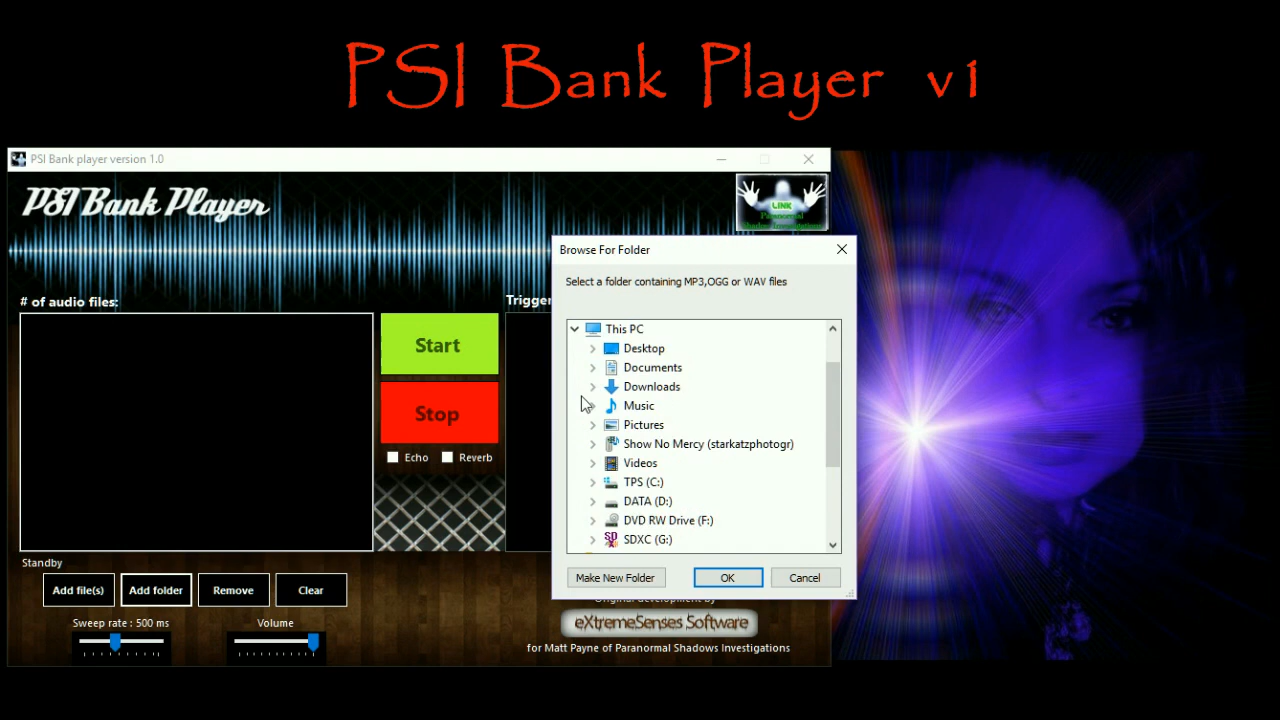 PSI Bank Player v1
PSI Bank player version 1.0
PSI Bank Player
LINK
Paranormal
Browse For Folder
Select a folder containing MP3,OGG or WAV files
# of audio files:
Trigger
Start
Stop
Echo
Reverb
This PC
Desktop
Documents
Downloads
Music
Pictures
Show No Mercy (starkatzphotogr)
Videos
TPS (C:)
DATA (D:)
DVD RW Drive (F:)
SDXC (G:)
Make New Folder
OK
Cancel
Standby
Add file(s)
Add folder
Remove
Clear
Sweep rate : 500 ms
Volume
Original development by
eXtremeSenses Software
for Matt Payne of Paranormal Shadows Investigations